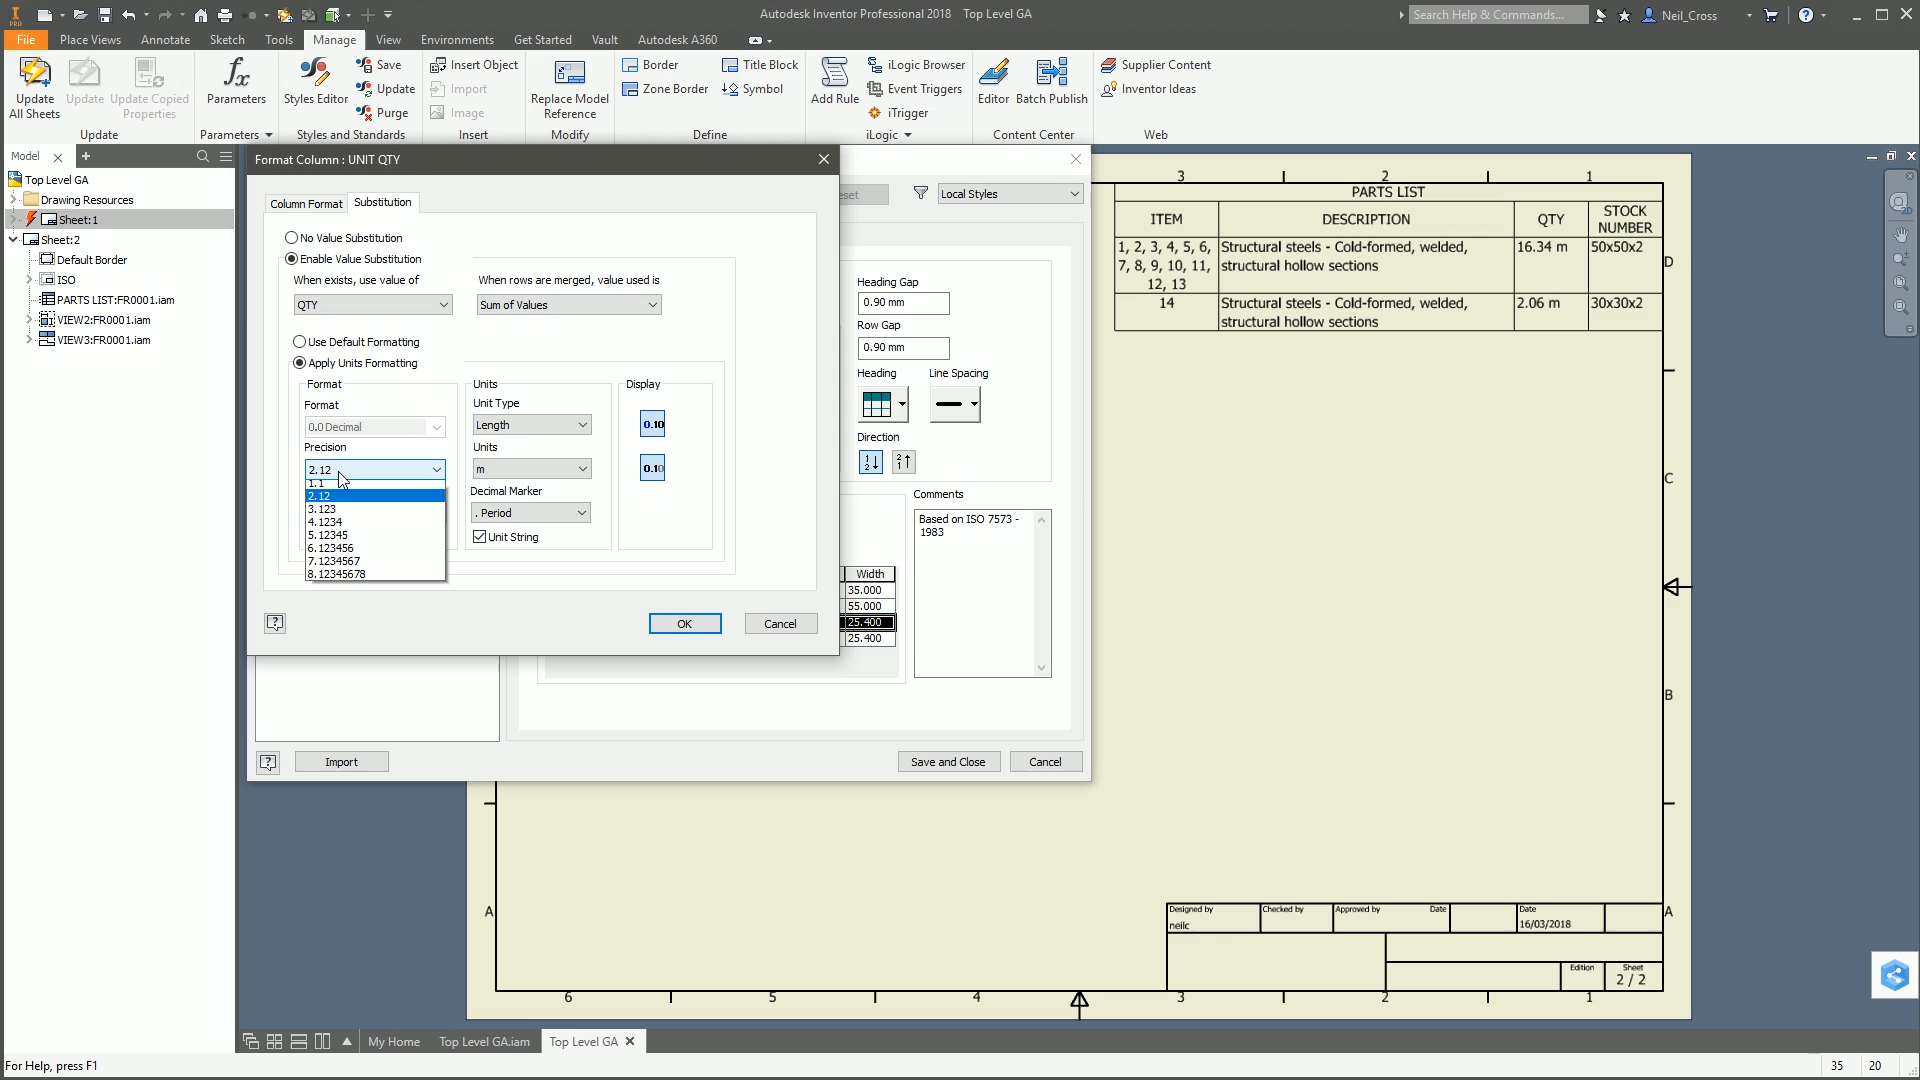 Autodesk Inventor Professional 2018 Top Level GA
Search Help & Commands...
Neil_Cross
PRO
File Place Views Annotate Sketch Tools Manage View Environments Get Started Vault Autodesk A360
Update All Sheets
Update
Update Copied Properties
Update
fx
Parameters
Parameters
Styles Editor
Save
Update
Purge
Styles and Standards
Insert Object
Import
Image
Insert
Replace Model Reference
Modify
Border
Zone Border
Title Block
Symbol
Define
Add Rule
iLogic Browser
Event Triggers
iTrigger
iLogic
Editor
Batch Publish
Content Center
Supplier Content
Inventor Ideas
Web
Model
Top Level GA
Drawing Resources
Sheet:1
Sheet:2
Default Border
ISO
PARTS LIST:FR0001.iam
VIEW2:FR0001.iam
VIEW3:FR0001.iam
Format Column : UNIT QTY
Column Format
Substitution
No Value Substitution
Enable Value Substitution
When exists, use value of
When rows are merged, value used is
QTY
Sum of Values
Use Default Formatting
Apply Units Formatting
Format
Format
0.0 Decimal
Precision
2.12
1.1
2.12
3.123
4.1234
5.12345
6.123456
7.1234567
8.12345678
Units
Unit Type
Length
Units
m
Decimal Marker
. Period
Unit String
Display
0.10
0.10
OK
Cancel
Local Styles
Heading Gap
0.90 mm
Row Gap
0.90 mm
Heading
Line Spacing
Direction
Comments
Based on ISO 7573 -
1983
Width
35.000
55.000
25.400
25.400
Import
Save and Close
Cancel
3 2 1
PARTS LIST
ITEM DESCRIPTION QTY STOCK NUMBER
1, 2, 3, 4, 5, 6, Structural steels - Cold-formed, welded, 16.34 m 50x50x2
7, 8, 9, 10, 11, structural hollow sections
12, 13
14 Structural steels - Cold-formed, welded, 2.06 m 30x30x2
structural hollow sections
D
C
B
A
A
Designed by Checked by Approved by Date Date
neilc 16/03/2018
Edition Sheet
2 / 2
6 5 4 3 2 1
My Home
Top Level GA.iam
Top Level GA
For Help, press F1
35 20